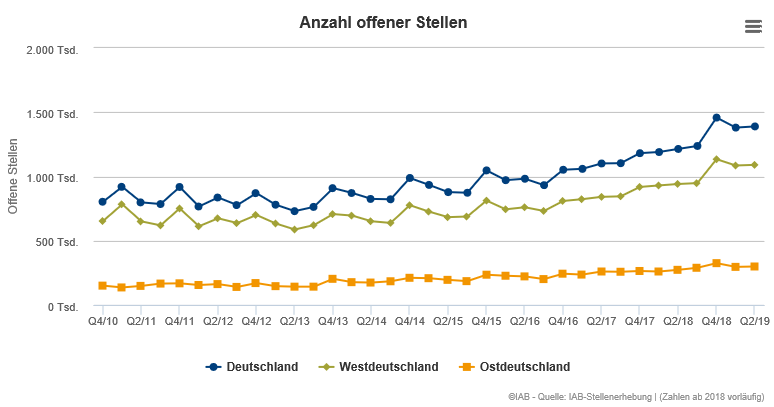 Anzahl offener Stellen
2.000 Tsd.
1.500 Tsd.
1.000 Tsd.
500 Tsd.
0 Tsd.
Offene Stellen
Q4/10 Q2/11 Q4/11 Q2/12 Q4/12 Q2/13 Q4/13 Q2/14 Q4/14 Q2/15 Q4/15 Q2/16 Q4/16 Q2/17 Q4/17 Q2/18 Q4/18 Q2/19
Deutschland Westdeutschland Ostdeutschland
©IAB - Quelle: IAB-Stellenerhebung | (Zahlen ab 2018 vorläufig)